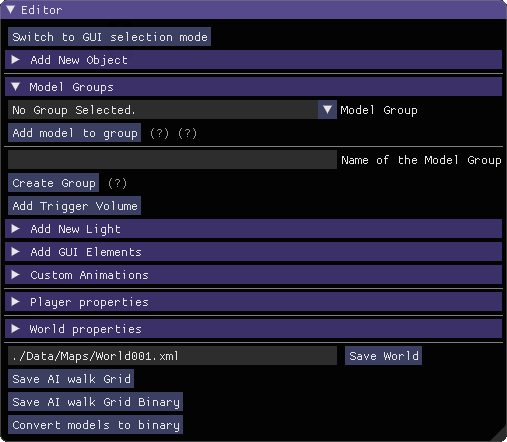 Editor
Switch to GUI selection mode
Add New Object
Model Groups
No Group Selected. Model Group
Add model to group (?) (?)
Name of the Model Group
Create Group (?)
Add Trigger Volume
Add New Light
Add GUI Elements
Custom Animations
Player properties
World properties
./Data/Maps/World001.xml Save World
Save AI walk Grid
Save AI walk Grid Binary
Convert models to binary